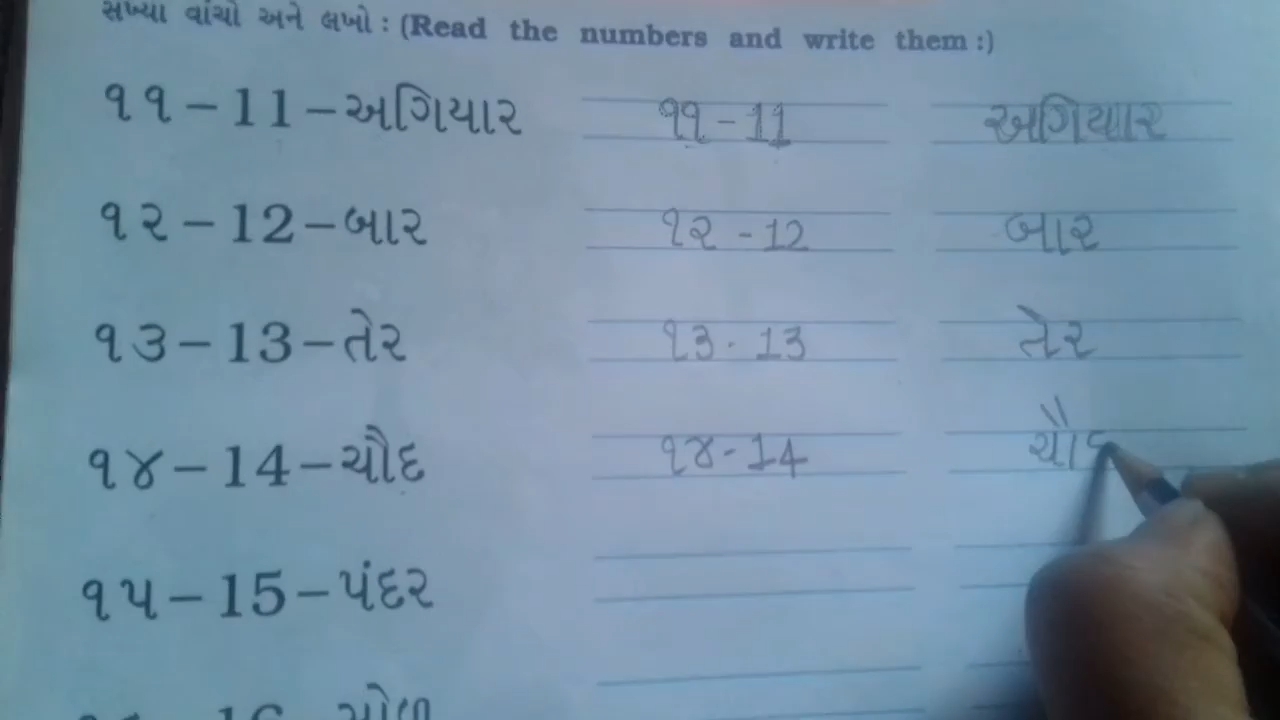 સંખ્યા વાંચો અને લખો : (Read the numbers and write them :)
૧૧ – 11 – અગિયાર ૧૧ - 11 અગિયાર
૧૨ – 12 – બાર ૧૨ - 12 બાર
૧૩ – 13 – તેર ૧૩ - 13 તેર
૧૪ – 14 – ચૌદ ૧૪ - 14 ચૌદ
૧૫ – 15 – પંદર
16